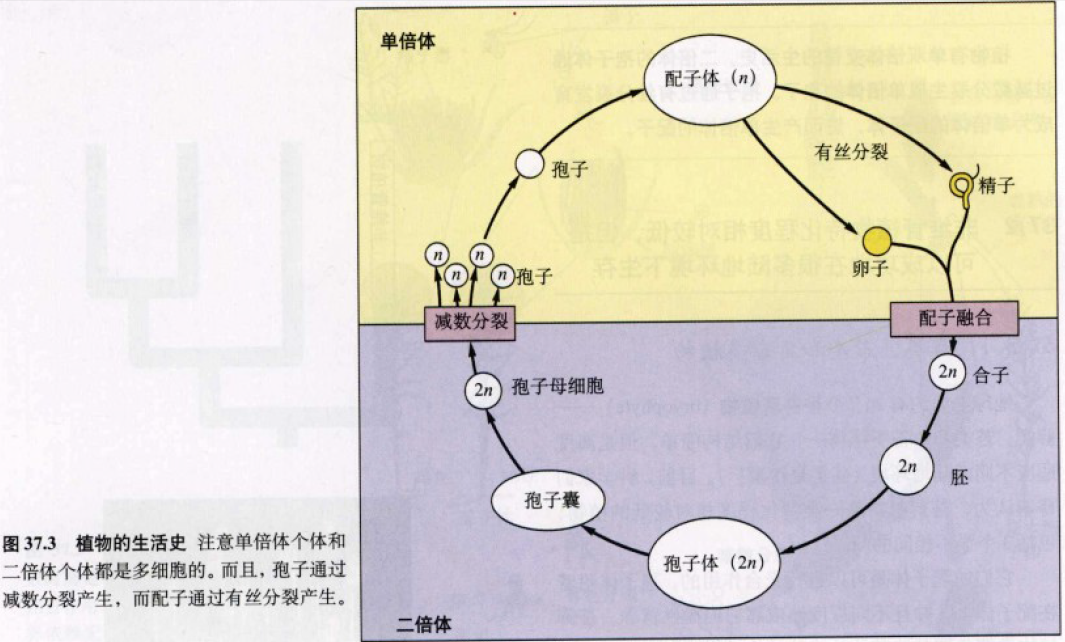 单倍体
配子体 (n)
有丝分裂
孢子
精子
卵子
n
n
n
n
孢子
减数分裂
配子融合
2n
孢子母细胞
2n
合子
2n
胚
孢子囊
孢子体 (2n)
二倍体
图 37.3 植物的生活史 注意单倍体个体和
二倍体个体都是多细胞的。而且，孢子通过
减数分裂产生，而配子通过有丝分裂产生。